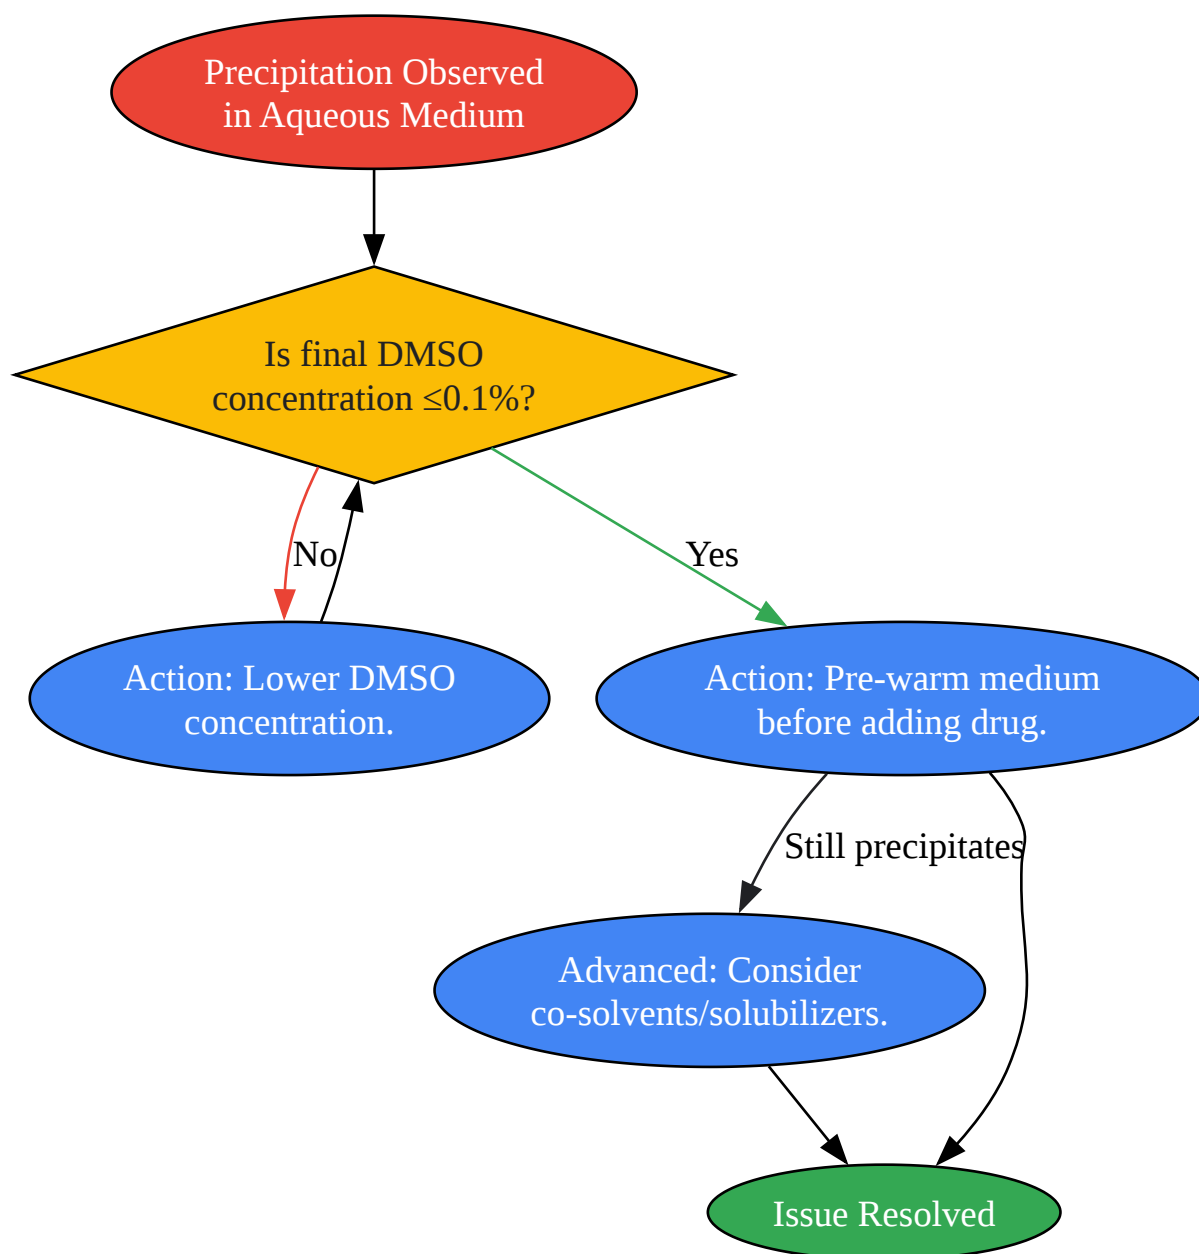 Precipitation Observed
in Aqueous Medium
Is final DMSO
concentration ≤0.1%?
No
Yes
Action: Lower DMSO
concentration.
Action: Pre-warm medium
before adding drug.
Still precipitates
Advanced: Consider
co-solvents/solubilizers.
Issue Resolved